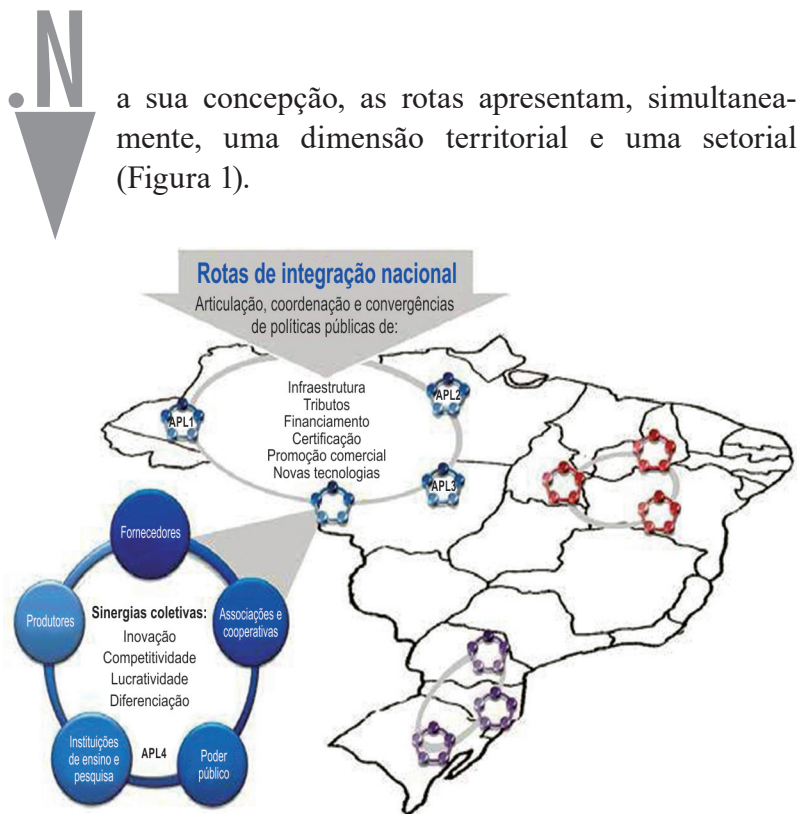 .N
a sua concepção, as rotas apresentam, simultanea-
mente, uma dimensão territorial e uma setorial
(Figura 1).
Rotas de integração nacional
Articulação, coordenação e convergências
de políticas públicas de:
Infraestrutura
Tributos
Financiamento
Certificação
Promoção comercial
Novas tecnologias
APL1
APL2
APL3
Fornecedores
Produtores
Sinergias coletivas:
Inovação
Competitividade
Lucratividade
Diferenciação
Associações e
cooperativas
Instituições
de ensino e
pesquisa
APL4
Poder
público